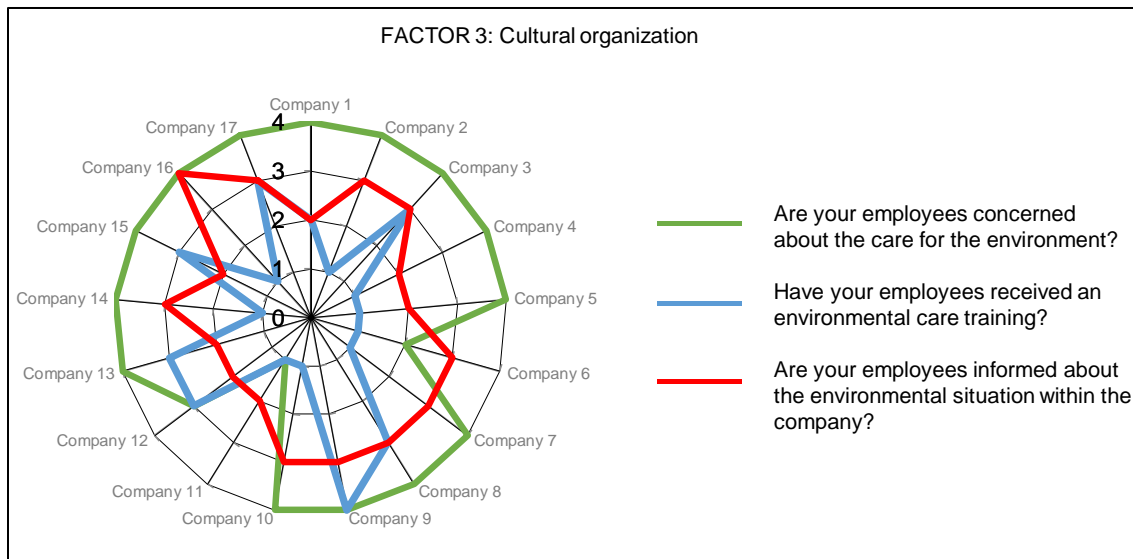 FACTOR 3: Cultural organization
Company 1
Company 2
Company 3
Company 4
Company 5
Company 6
Company 7
Company 8
Company 9
Company 10
Company 11
Company 12
Company 13
Company 14
Company 15
Company 16
Company 17
4
3
2
1
0
Are your employees concerned
about the care for the environment?
Have your employees received an
environmental care training?
Are your employees informed about
the environmental situation within the
company?